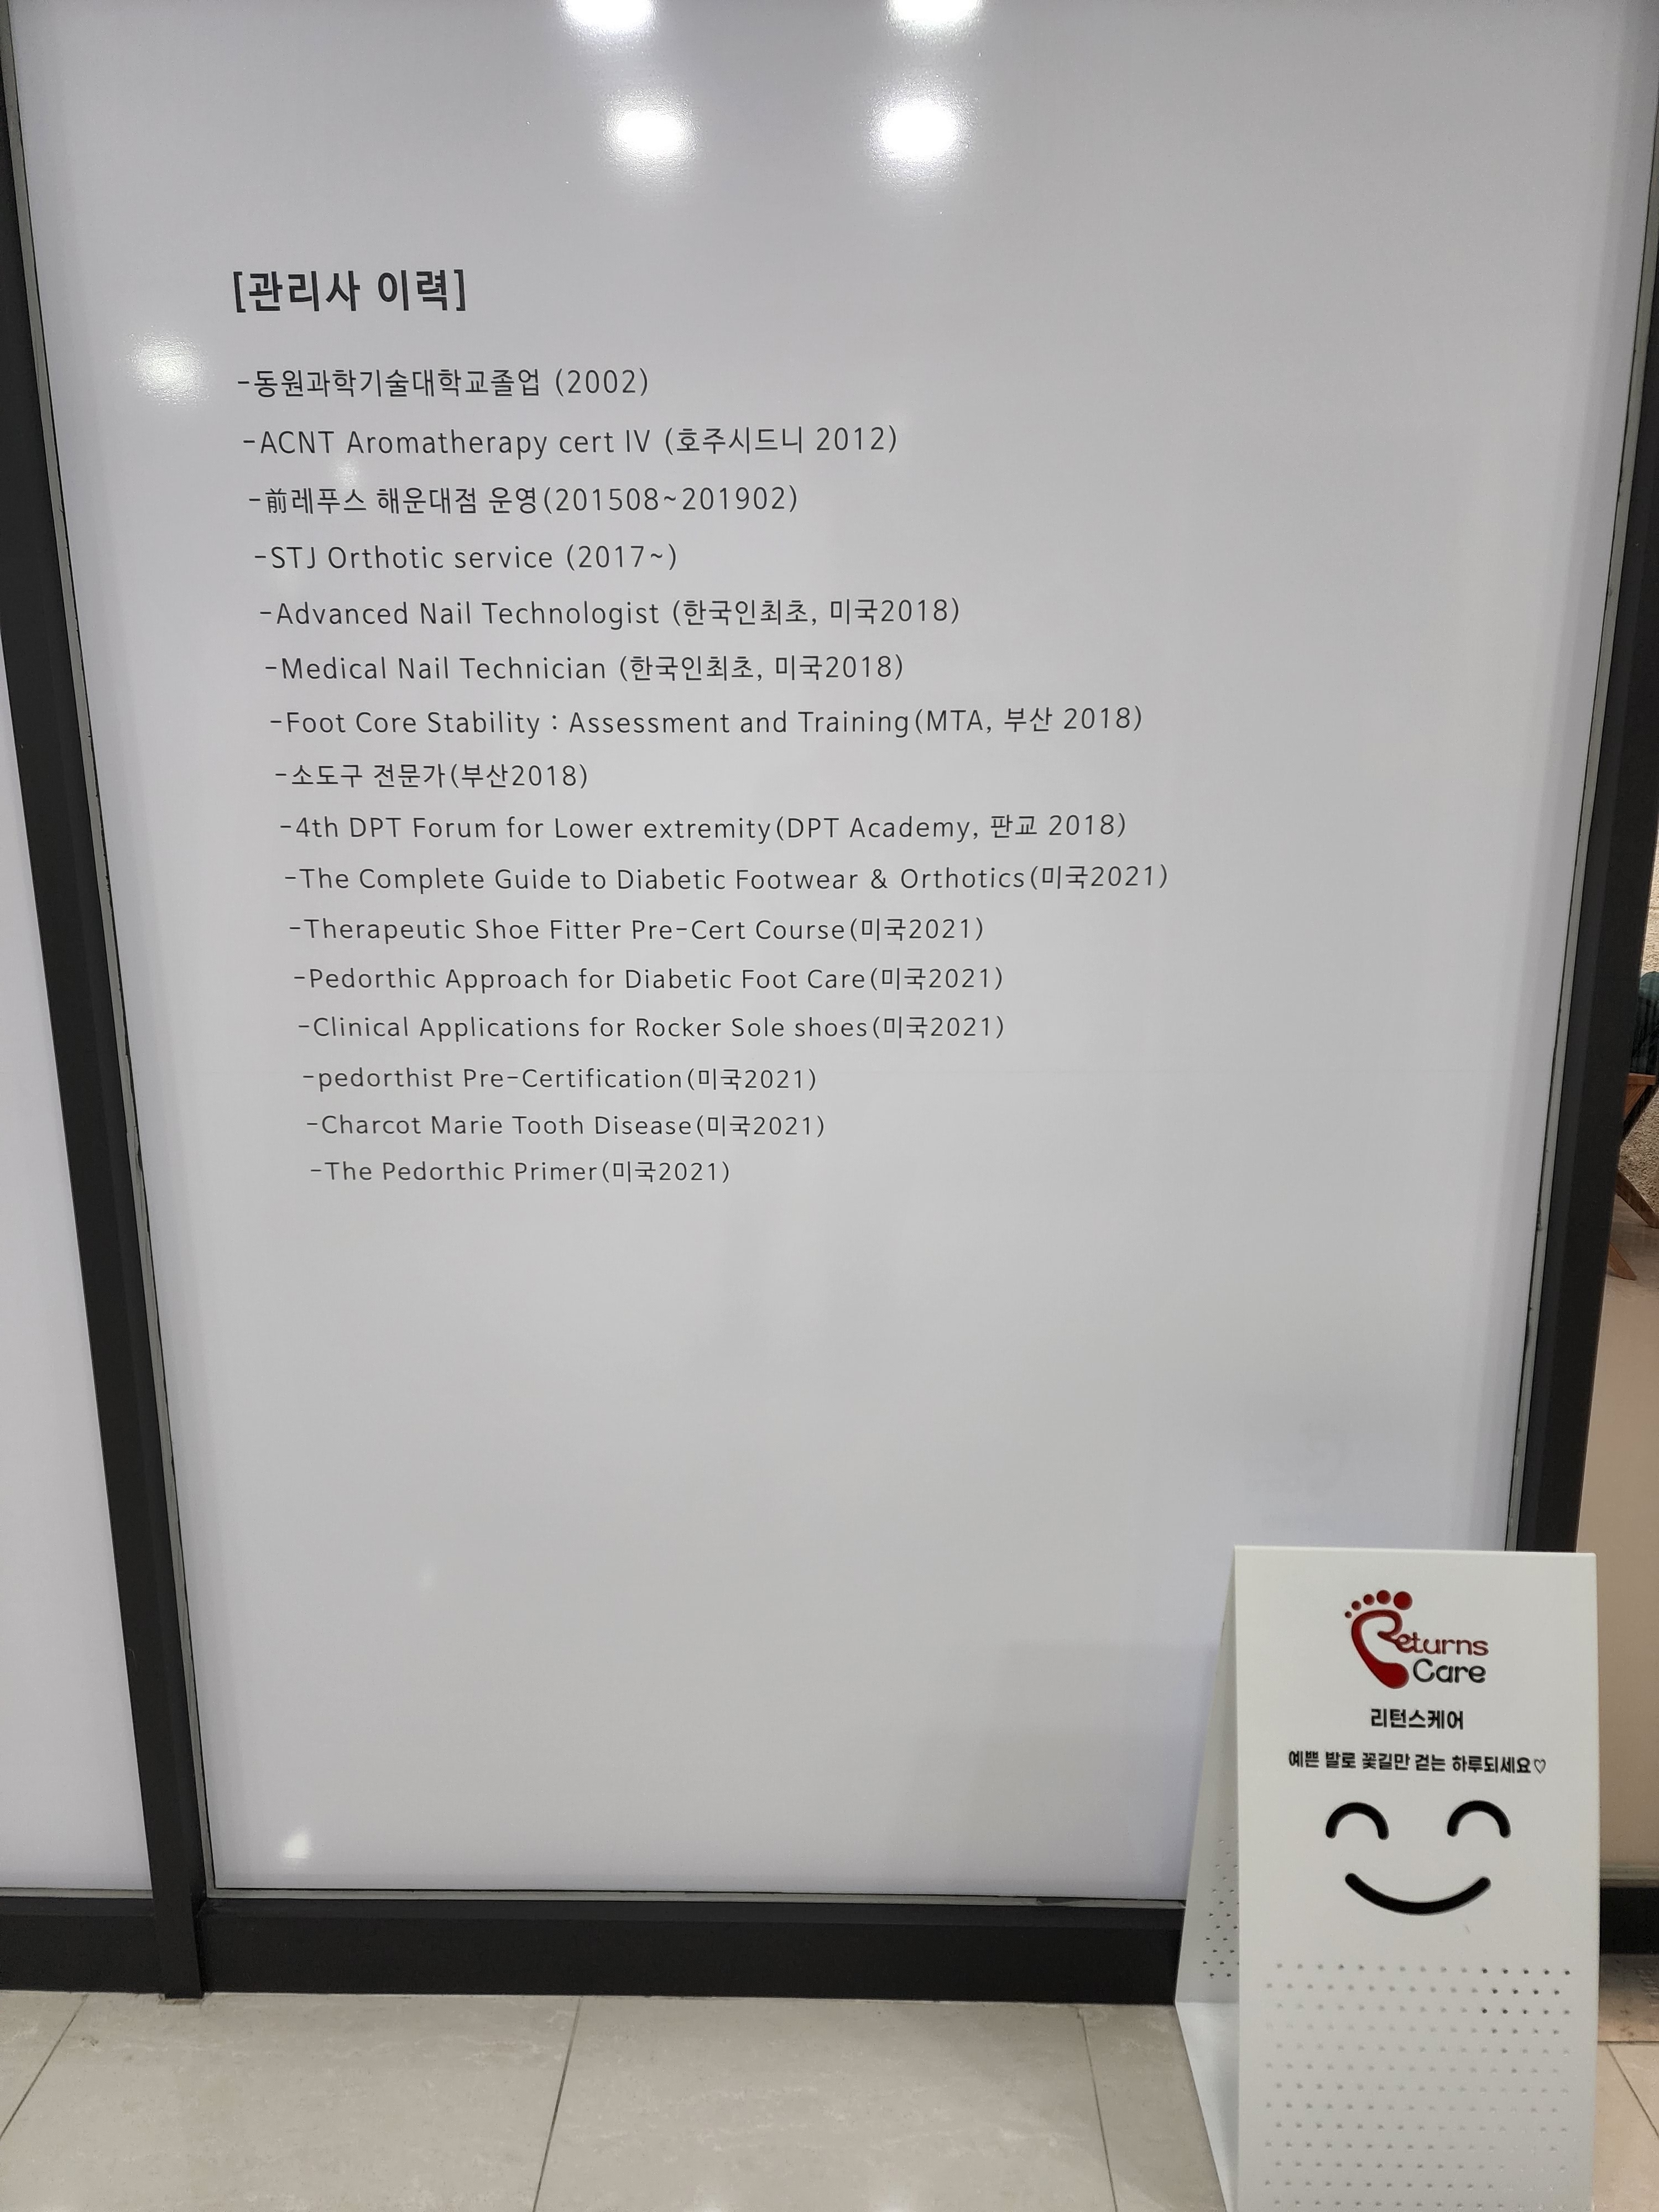 [관리사 이력]
-동원과학기술대학교졸업 (2002)
-ACNT Aromatherapy cert IV (호주시드니 2012)
-前레푸스 해운대점 운영(201508~201902)
-STJ Orthotic service (2017~)
-Advanced Nail Technologist (한국인최초, 미국2018)
-Medical Nail Technician (한국인최초, 미국2018)
-Foot Core Stability : Assessment and Training(MTA, 부산 2018)
-소도구 전문가(부산2018)
-4th DPT Forum for Lower extremity(DPT Academy, 판교 2018)
-The Complete Guide to Diabetic Footwear & Orthotics(미국2021)
-Therapeutic Shoe Fitter Pre-Cert Course(미국2021)
-Pedorthic Approach for Diabetic Foot Care(미국2021)
-Clinical Applications for Rocker Sole shoes(미국2021)
-pedorthist Pre-Certification(미국2021)
-Charcot Marie Tooth Disease(미국2021)
-The Pedorthic Primer(미국2021)
Returns
Care
리턴스케어
예쁜 발로 꽃길만 걷는 하루되세요♡